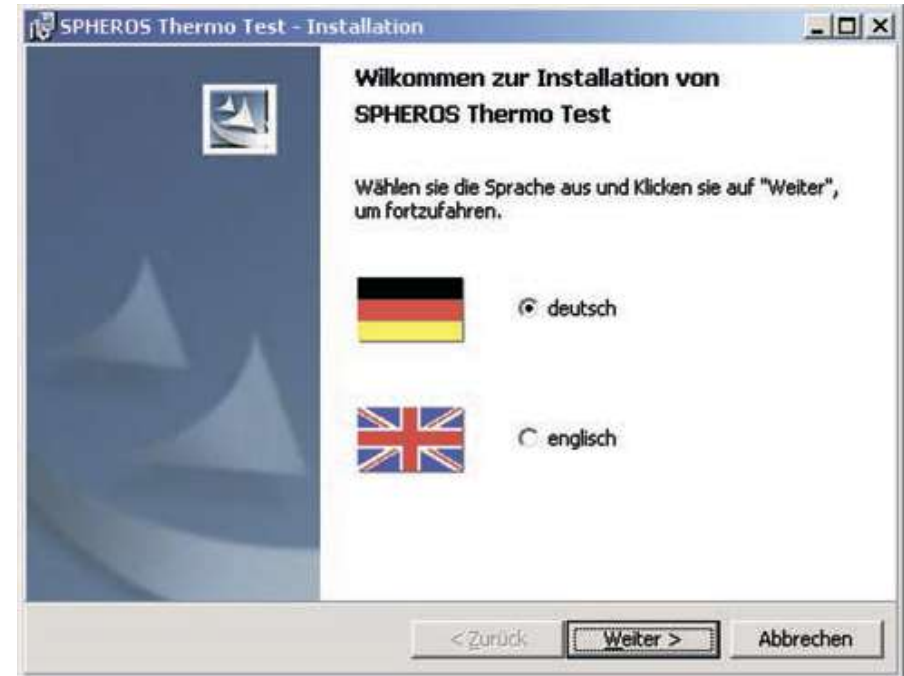 SPHEROS Thermo Test - Installation
Wilkommen zur Installation von
SPHEROS Thermo Test
Wählen sie die Sprache aus und Klicken sie auf "Weiter",
um fortzufahren.
deutsch
englisch
< Zurück
Weiter >
Abbrechen